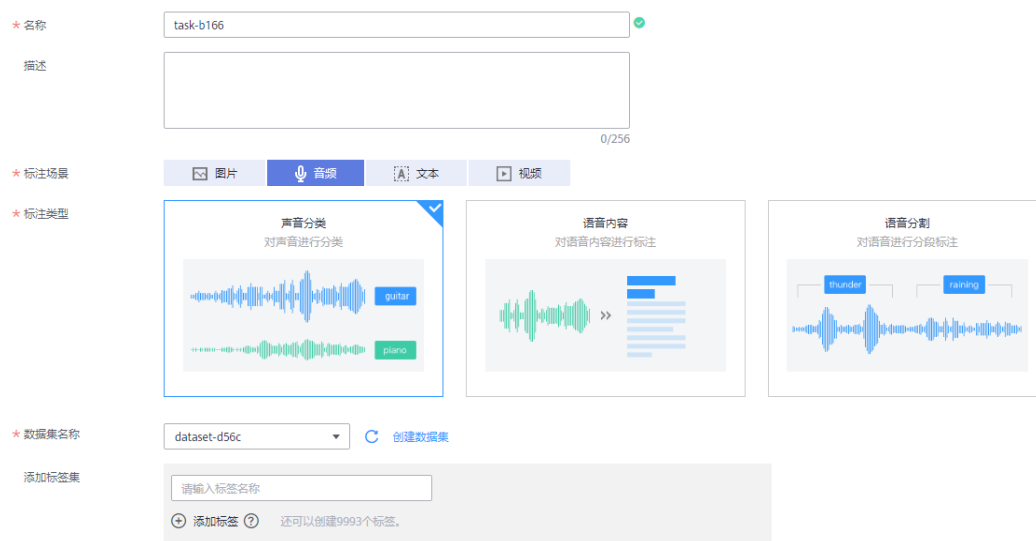 * 名称 task-b166
描述
0/256
* 标注场景 图片 音频 文本 视频
* 标注类型
声音分类 语音内容 语音分割
对声音进行分类 对语音内容进行标注 对语音进行分段标注
guitar thunder raining
piano
* 数据集名称 dataset-d56c 创建数据集
添加标签集
请输入标签名称
添加标签 ? 还可以创建9993个标签。